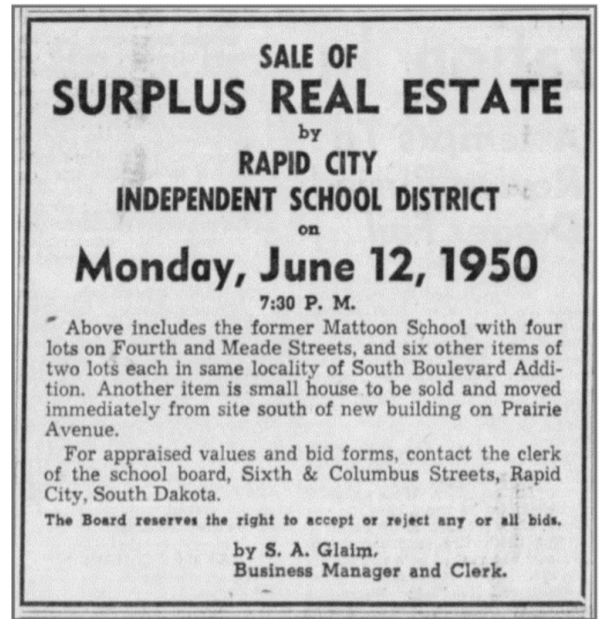 SALE OF
SURPLUS REAL ESTATE
by
RAPID CITY
INDEPENDENT SCHOOL DISTRICT
on
Monday, June 12, 1950
7:30 P. M.
Above includes the former Mattoon School with four
lots on Fourth and Meade Streets, and six other items of
two lots each in same locality of South Boulevard Addi-
tion. Another item is small house to be sold and moved
immediately from site south of new building on Prairie
Avenue.
For appraised values and bid forms, contact the clerk
of the school board, Sixth & Columbus Streets, Rapid
City, South Dakota.
The Board reserves the right to accept or reject any or all bids.
by S. A. Glaim,
Business Manager and Clerk.